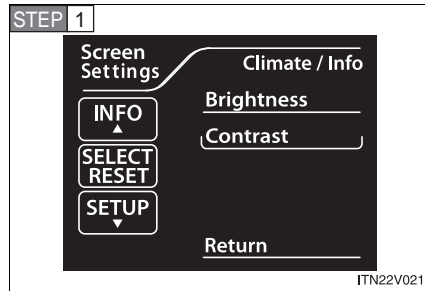 STEP 1
Screen
Settings
Climate / Info
INFO
▲
SELECT
RESET
SETUP
▼
Brightness
Contrast
Return
ITN22V021